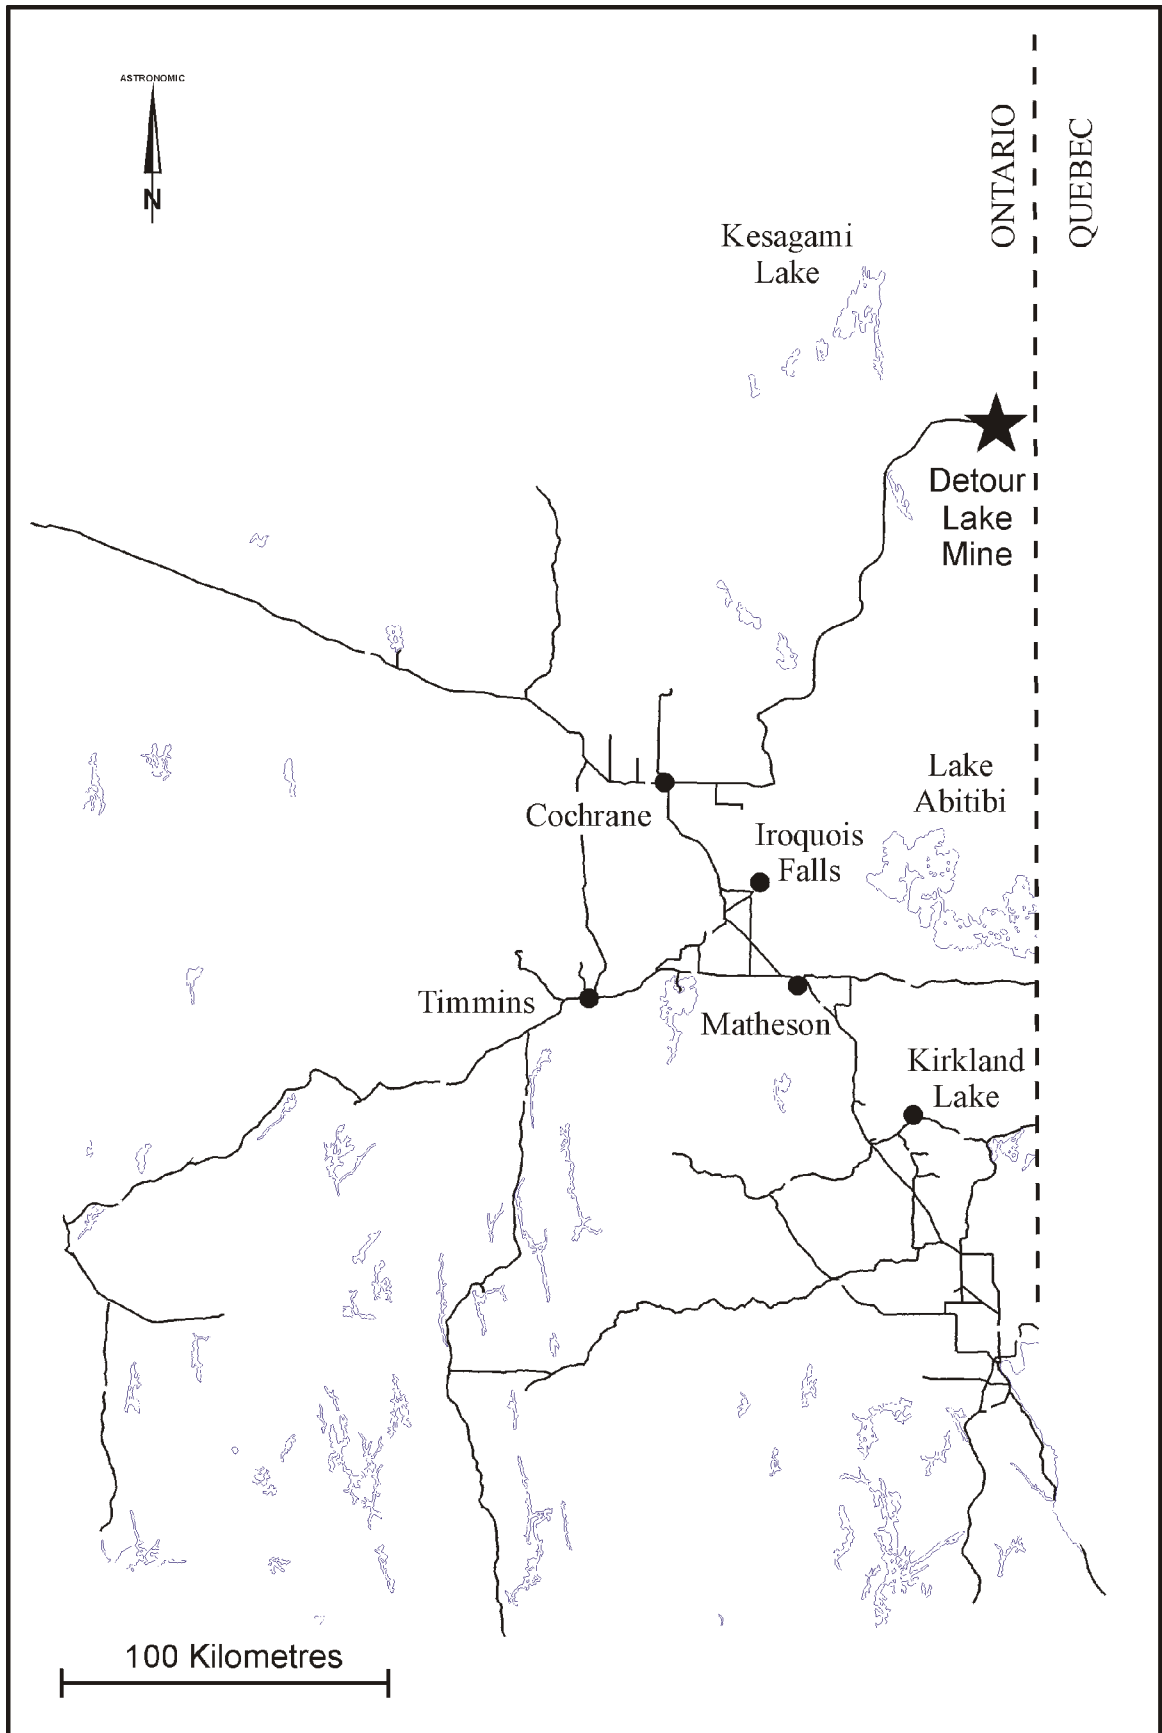 ASTRONOMIC
N
ONTARIO
QUEBEC
Kesagami
Lake
Detour
Lake
Mine
Lake
Abitibi
Cochrane
Iroquois
Falls
Timmins
Matheson
Kirkland
Lake
100 Kilometres